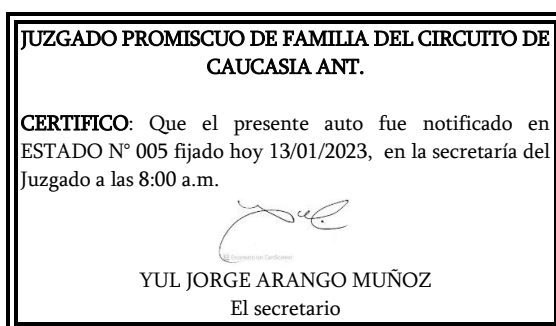 JUZGADO PROMISCUO DE FAMILIA DEL CIRCUITO DE
CAUCASIA ANT.
CERTIFICO: Que el presente auto fue notificado en
ESTADO N° 005 fijado hoy 13/01/2023, en la secretaría del
Juzgado a las 8:00 a.m.
YUL JORGE ARANGO MUÑOZ
El secretario